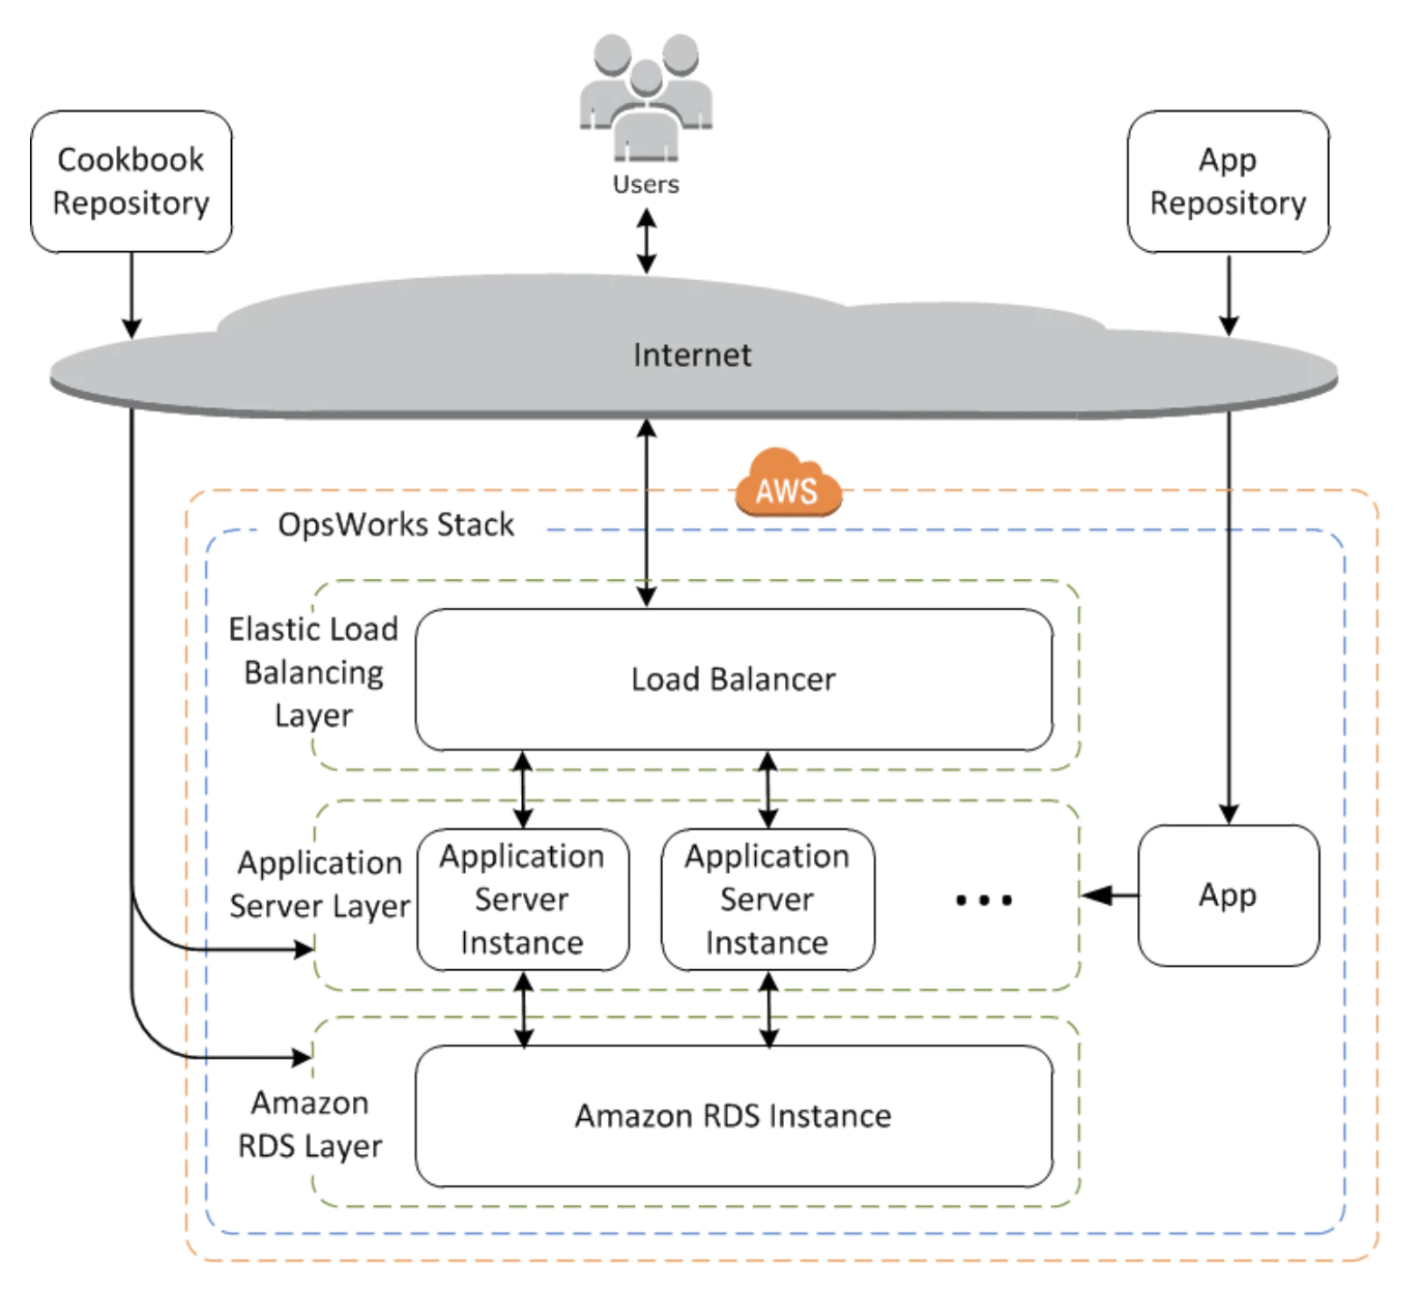 Users
Cookbook
Repository
App
Repository
Internet
AWS
OpsWorks Stack
Elastic Load
Balancing
Layer
Load Balancer
Application
Server Layer
Application
Server
Instance
Application
Server
Instance
...
App
Amazon
RDS Layer
Amazon RDS Instance